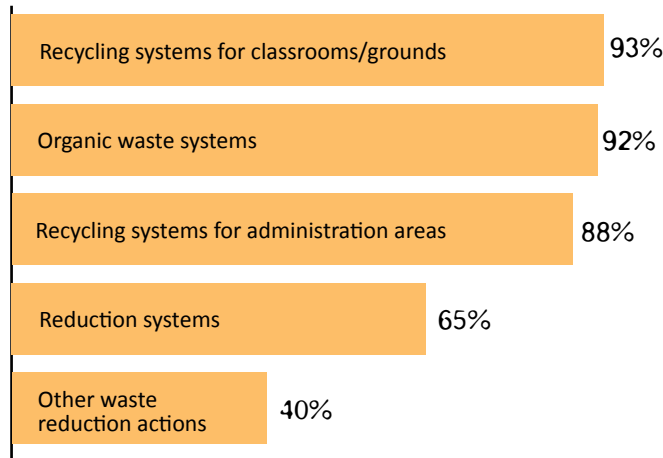 Recycling systems for classrooms/grounds 93%
Organic waste systems 92%
Recycling systems for administration areas 88%
Reduction systems 65%
Other waste
reduction actions 40%